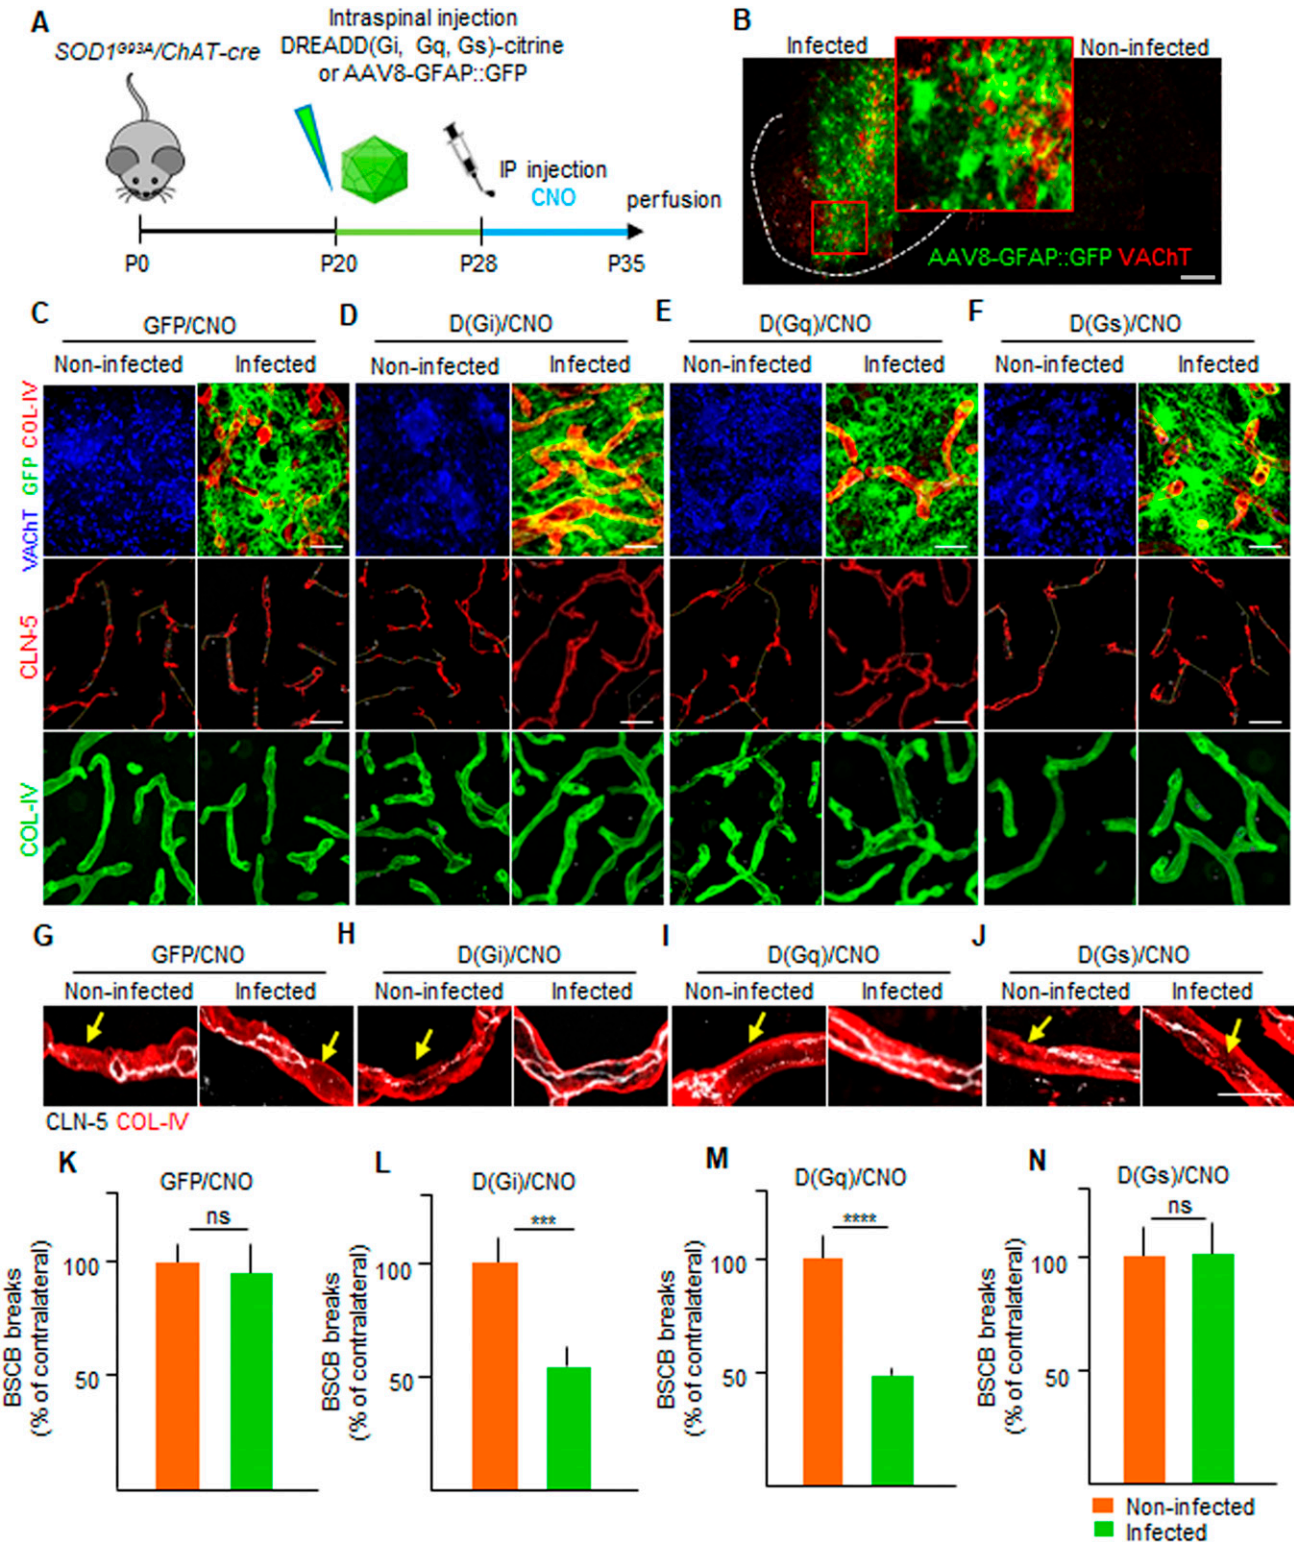 A
Intraspinal injection
SOD1ᴳ⁹³ᴬ/ChAT-cre
DREADD(Gi, Gq, Gs)-citrine
or AAV8-GFAP::GFP
IP injection
CNO
perfusion
P0
P20
P28
P35
B
Infected
Non-infected
AAV8-GFAP::GFP VAChT
C
GFP/CNO
Non-infected
Infected
D
D(Gi)/CNO
Non-infected
Infected
E
D(Gq)/CNO
Non-infected
Infected
F
D(Gs)/CNO
Non-infected
Infected
VAChT GFP COL-IV
CLN-5
COL-IV
G
GFP/CNO
Non-infected
Infected
H
D(Gi)/CNO
Non-infected
Infected
I
D(Gq)/CNO
Non-infected
Infected
J
D(Gs)/CNO
Non-infected
Infected
CLN-5 COL-IV
K
GFP/CNO
ns
100
50
BSCB breaks
(% of contralateral)
L
D(Gi)/CNO
***
100
50
BSCB breaks
(% of contralateral)
M
D(Gq)/CNO
****
100
50
BSCB breaks
(% of contralateral)
N
D(Gs)/CNO
ns
100
50
BSCB breaks
(% of contralateral)
Non-infected
Infected